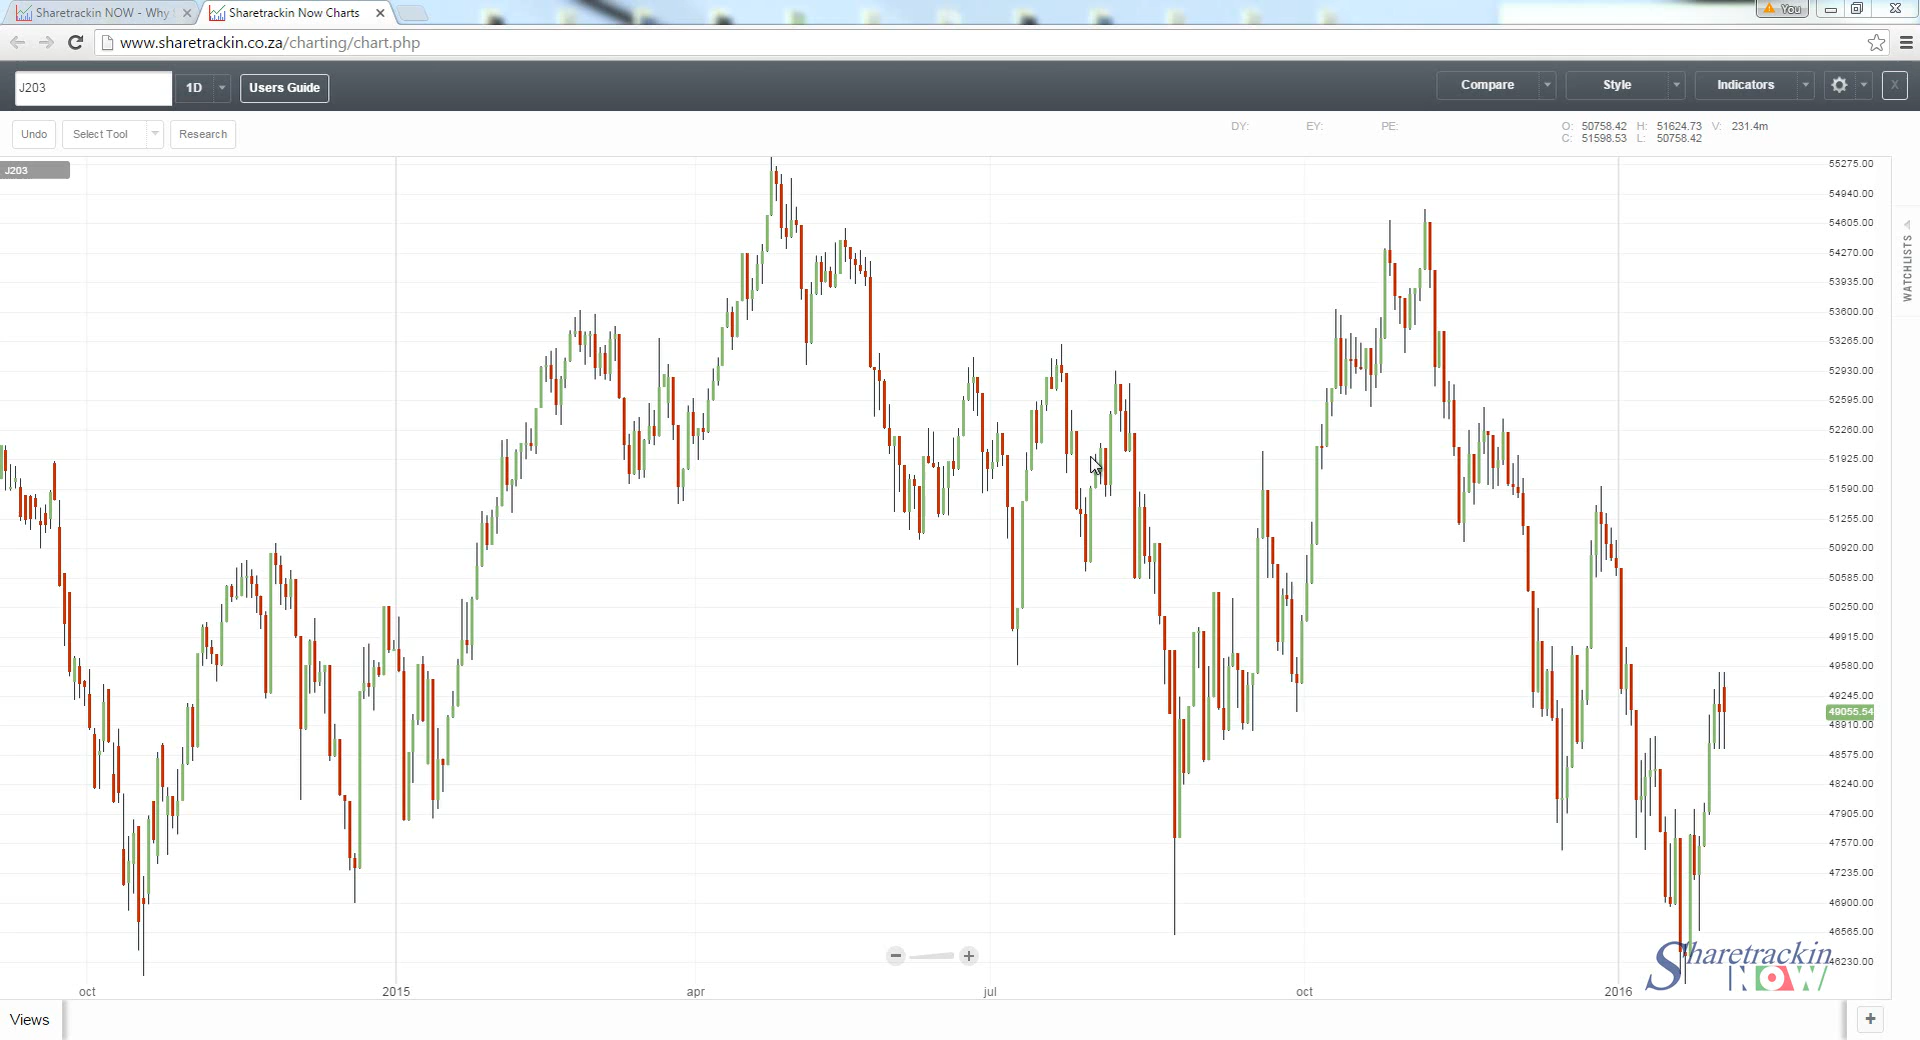 Sharetrackin NOW - Why
Sharetrackin Now Charts
You
www.sharetrackin.co.za/charting/chart.php
J203
1D
Users Guide
Compare
Style
Indicators
X
Undo
Select Tool
Research
DY:
EY:
PE:
O: 50758.42 H: 51624.73 V: 231.4m
C: 51598.53 L: 50758.42
J203
55275.00
54940.00
54605.00
54270.00
53935.00
53600.00
53265.00
52930.00
52595.00
52260.00
51925.00
51590.00
51255.00
50920.00
50585.00
50250.00
49915.00
49580.00
49245.00
49055.54
48910.00
48575.00
48240.00
47905.00
47570.00
47235.00
46900.00
46565.00
46230.00
WATCHLISTS
Sharetrackin
NOW
oct
2015
apr
jul
oct
2016
Views